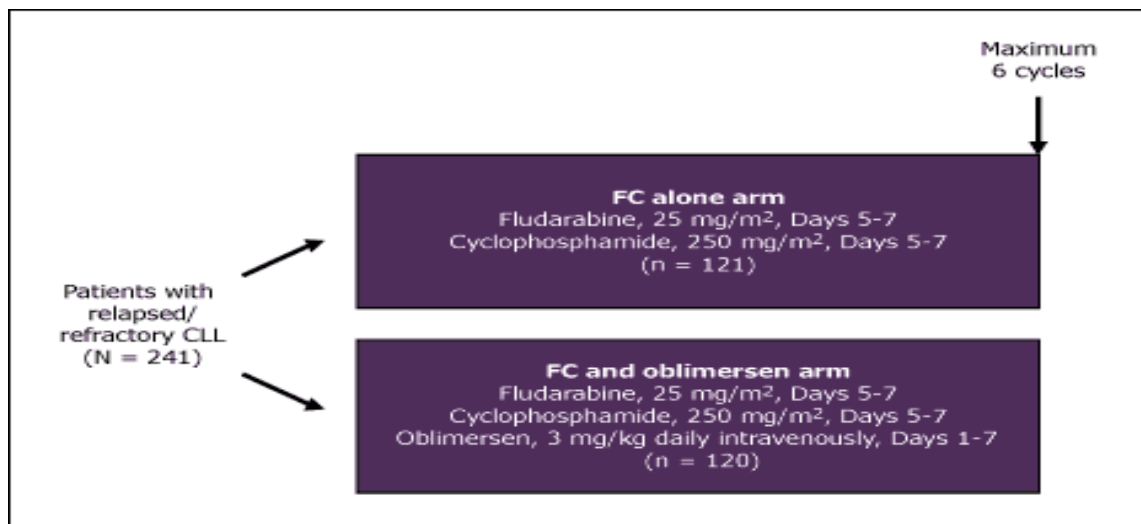 Maximum
6 cycles
FC alone arm
Fludarabine, 25 mg/m², Days 5-7
Cyclophosphamide, 250 mg/m², Days 5-7
(n = 121)
Patients with
relapsed/
refractory CLL
(N = 241)
FC and oblimersen arm
Fludarabine, 25 mg/m², Days 5-7
Cyclophosphamide, 250 mg/m², Days 5-7
Oblimersen, 3 mg/kg daily intravenously, Days 1-7
(n = 120)